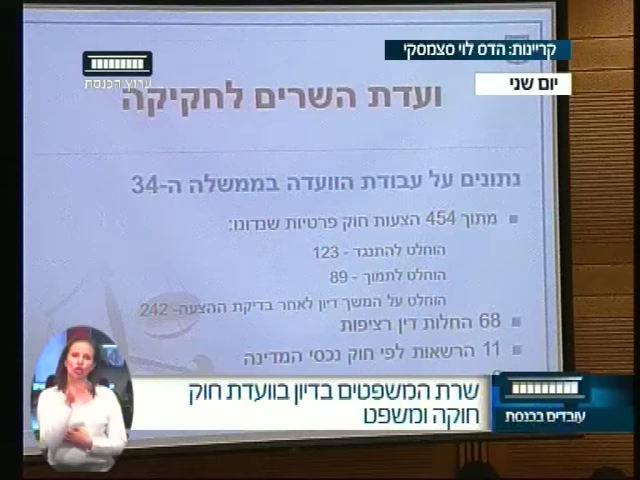 קריינות: הדס לוי סצמסקי
יום שני
ערוץ הכנסת
ועדת השרים לחקיקה
נתונים על עבודת הוועדה בממשלה ה-34
מתוך 454 הצעות חוק פרטיות שנדונו:
הוחלט להתנגד - 123
הוחלט לתמוך - 89
הוחלט על המשך דיון לאחר בדיקת ההצעה- 242
68 החלות דין רציפות
11 הרשאות לפי חוק נכסי המדינה
שרת המשפטים בדיון בוועדת חוק
חוקה ומשפט
עובדים בכנסת